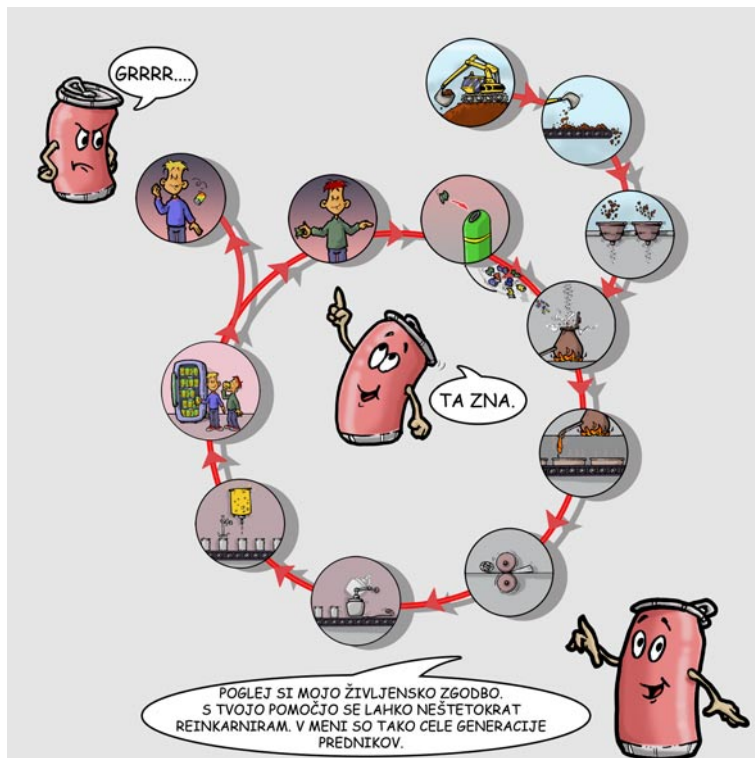 GRRRR....
TA ZNA.
POGLEJ SI MOJO ŽIVLJENSKO ZGODBO.
S TVOJO POMOČJO SE LAHKO NEŠTETOKRAT
REINKARNIRAM. V MENI SO TAKO CELE GENERACIJE
PREDNIKOV.